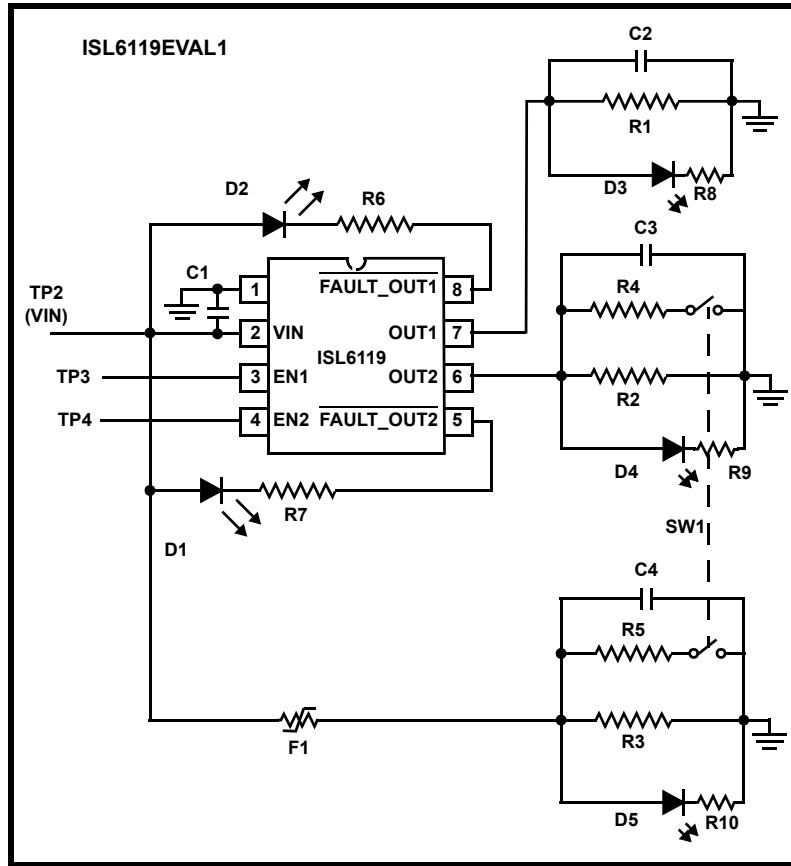 ISL6119EVAL1
C2
R1
D3
R8
D2
R6
C1
TP2
(VIN)
1
FAULT_OUT1
8
2
VIN
OUT1
7
ISL6119
TP3
3
EN1
OUT2
6
TP4
4
EN2
FAULT_OUT2
5
C3
R4
R2
D4
R9
R7
D1
SW1
C4
R5
F1
R3
D5
R10